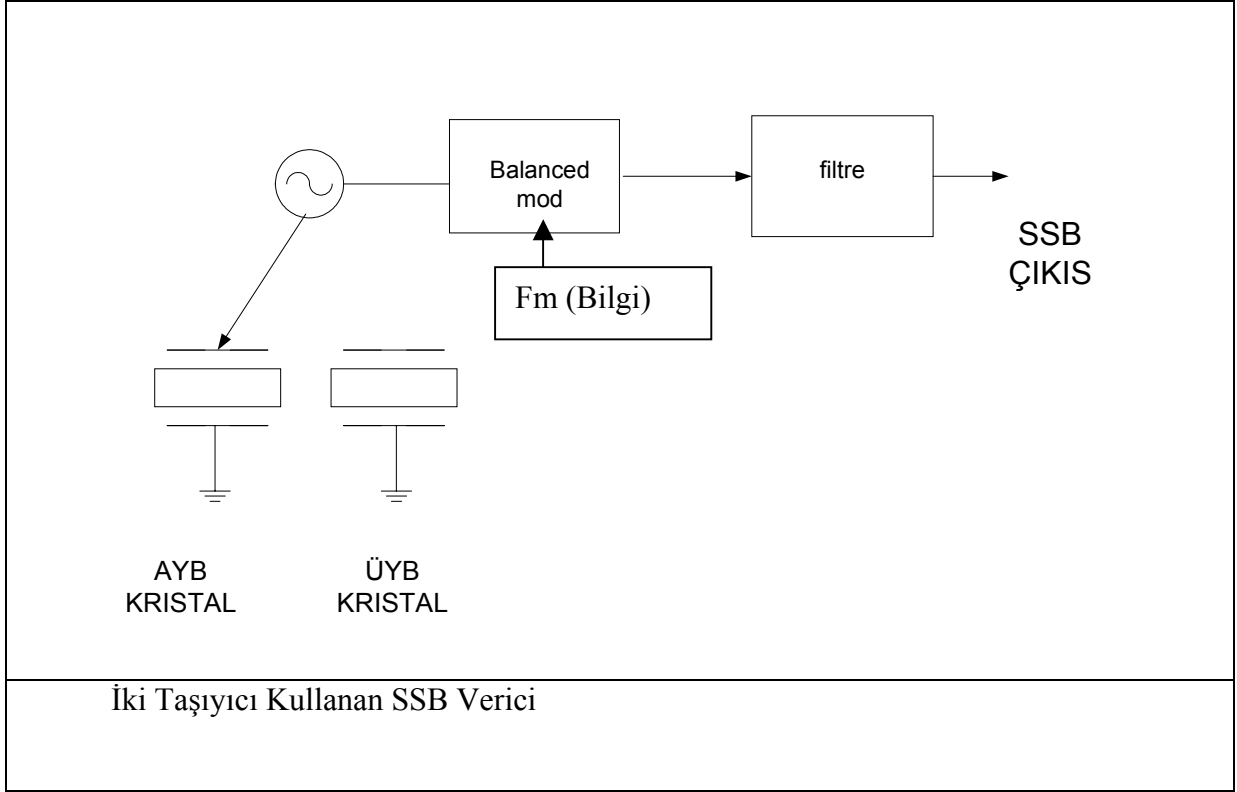 Balanced
mod
filtre
SSB
ÇIKIS
Fm (Bilgi)
AYB
KRISTAL
ÜYB
KRISTAL
İki Taşıyıcı Kullanan SSB Verici